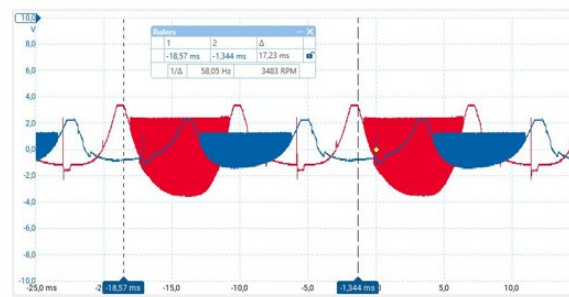 10,0
V
8,0
6,0
4,0
2,0
0,0
-2,0
-4,0
-6,0
-8,0
-10,0
Rulers
1 2 Δ
-18,57 ms -1,344 ms 17,23 ms
1/Δ 58,05 Hz 3483 RPM
-25,0 ms -18,57 ms -15,0 -10,0 -5,0 -1,344 ms 5,0 10,0